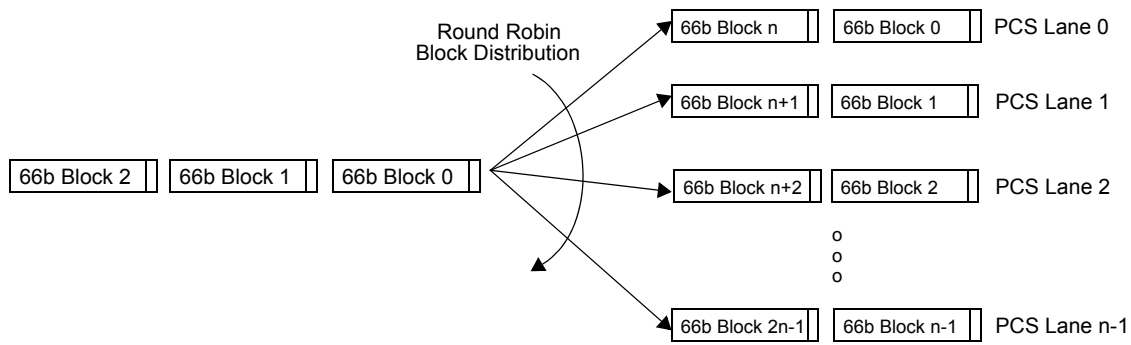 Round Robin
Block Distribution
66b Block 2
66b Block 1
66b Block 0
66b Block n
66b Block 0
PCS Lane 0
66b Block n+1
66b Block 1
PCS Lane 1
66b Block n+2
66b Block 2
PCS Lane 2
o
o
o
66b Block 2n-1
66b Block n-1
PCS Lane n-1